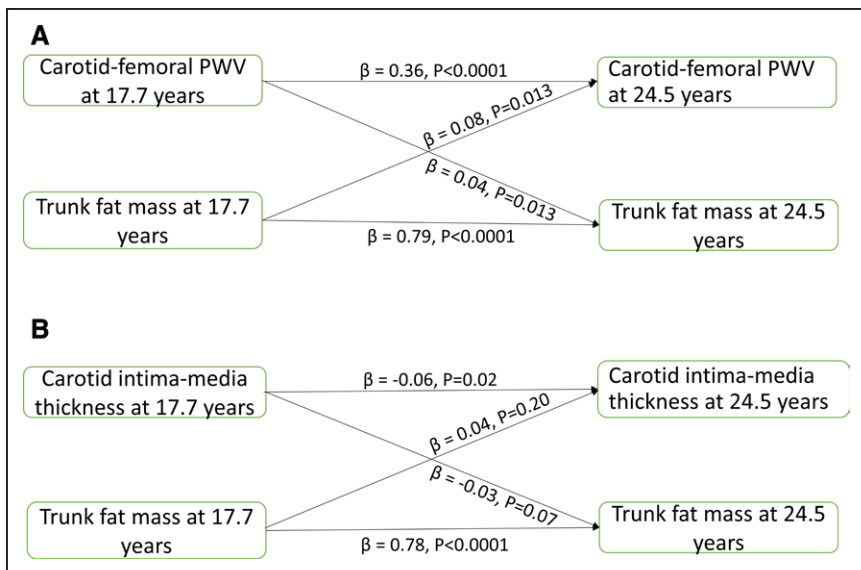 A
Carotid-femoral PWV
at 17.7 years
β = 0.36, P<0.0001
Carotid-femoral PWV
at 24.5 years
β = 0.08, P=0.013
β = 0.04, P=0.013
Trunk fat mass at 17.7
years
β = 0.79, P<0.0001
Trunk fat mass at 24.5
years
B
Carotid intima-media
thickness at 17.7 years
β = -0.06, P=0.02
Carotid intima-media
thickness at 24.5 years
β = 0.04, P=0.20
β = -0.03, P=0.07
Trunk fat mass at 17.7
years
β = 0.78, P<0.0001
Trunk fat mass at 24.5
years